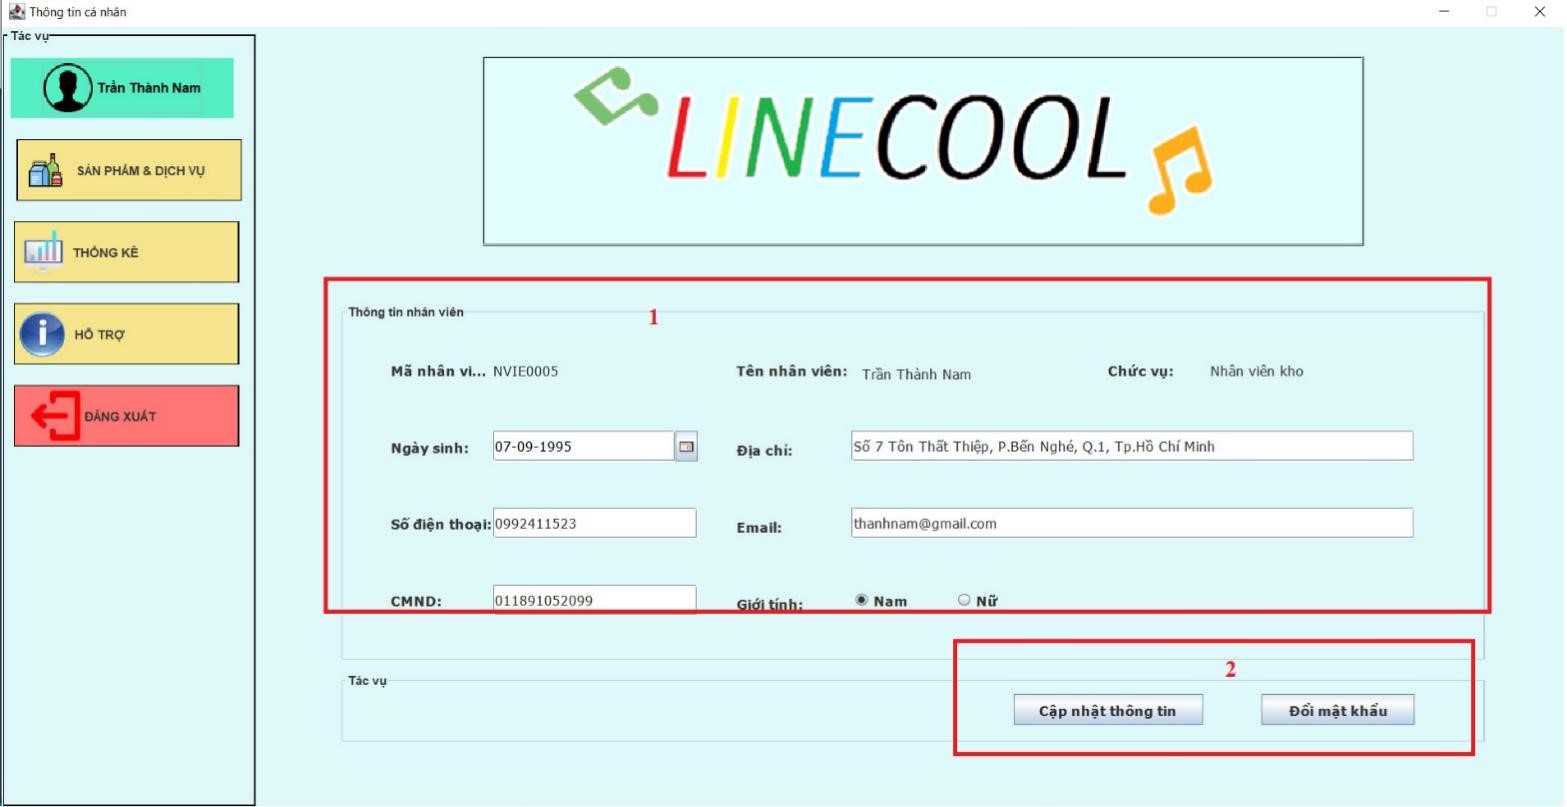 Thông tin cá nhân
Tác vụ
Trần Thành Nam
SẢN PHẨM & DỊCH VỤ
THỐNG KÊ
HỖ TRỢ
ĐĂNG XUẤT
LINECOOL
Thông tin nhân viên
1
Mã nhân vi... NVIE0005 Tên nhân viên: Trần Thành Nam Chức vụ: Nhân viên kho
Ngày sinh: 07-09-1995 Địa chỉ: Số 7 Tôn Thất Thiệp, P.Bến Nghé, Q.1, Tp.Hồ Chí Minh
Số điện thoại: 0992411523 Email: thanhnam@gmail.com
CMND: 011891052099 Giới tính: Nam Nữ
2
Tác vụ
Cập nhật thông tin Đổi mật khẩu